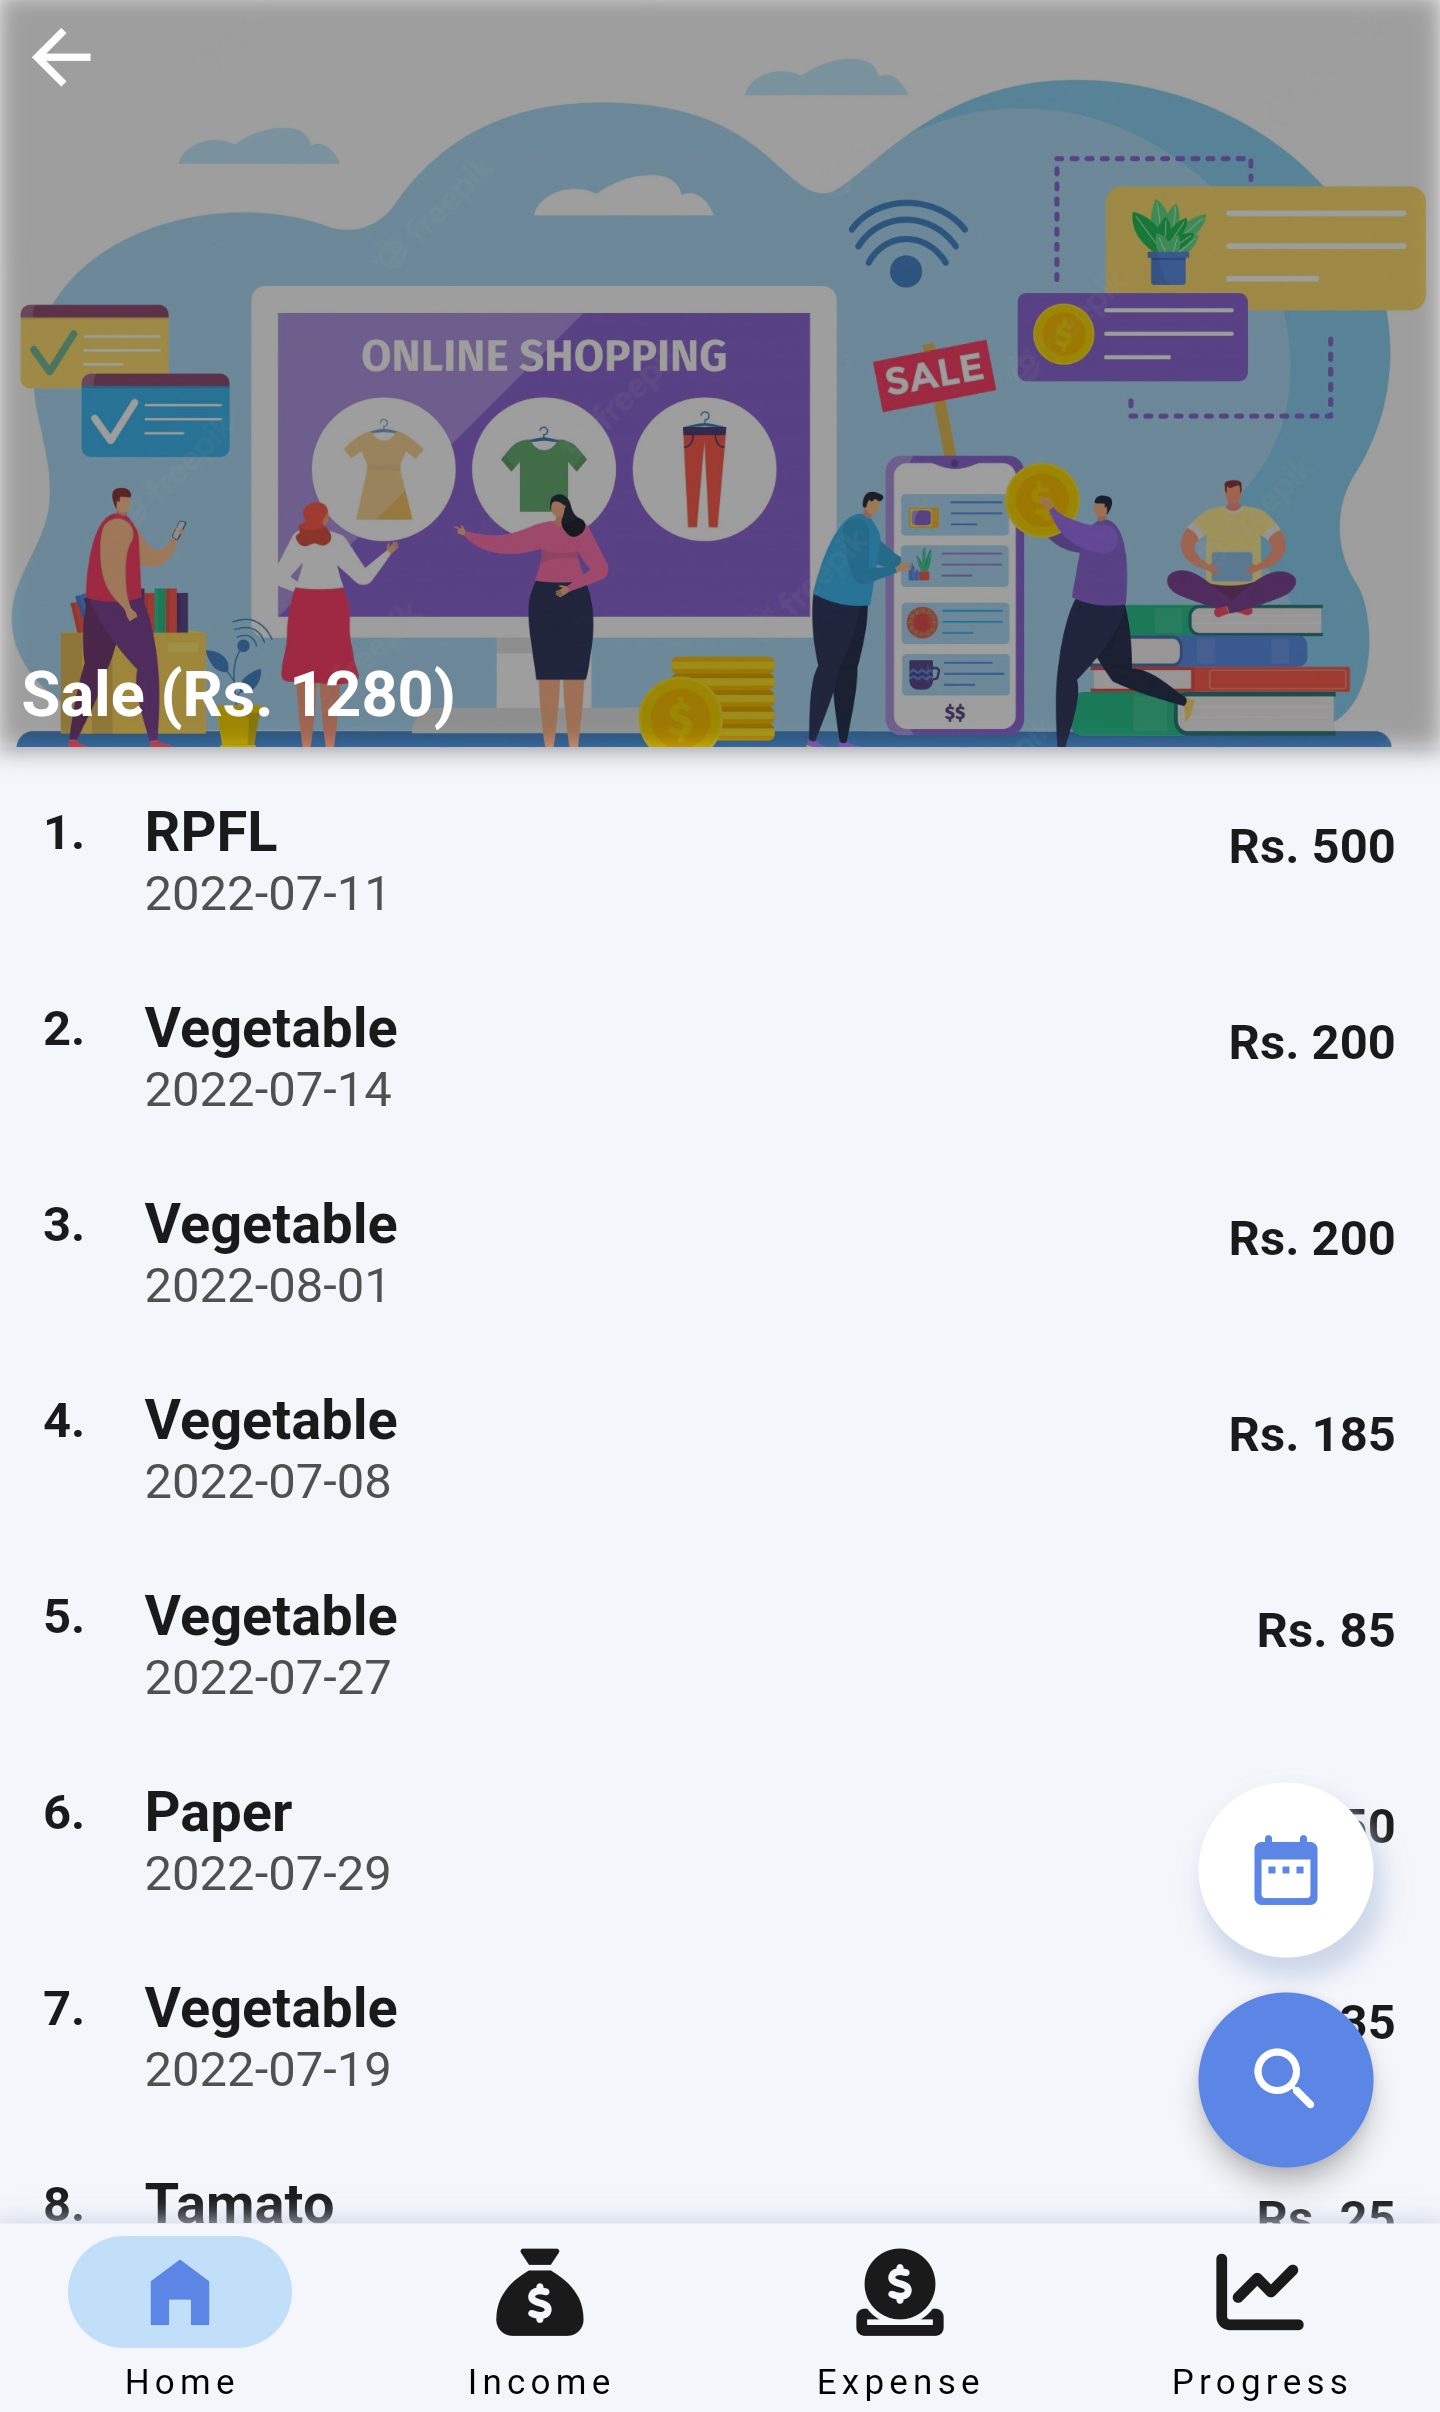 ONLINE SHOPPING
SALE
$$
Sale (Rs. 1280)
1. RPFL Rs. 500
2022-07-11
2. Vegetable Rs. 200
2022-07-14
3. Vegetable Rs. 200
2022-08-01
4. Vegetable Rs. 185
2022-07-08
5. Vegetable Rs. 85
2022-07-27
6. Paper
2022-07-29
7. Vegetable 35
2022-07-19
8. Tamato Rs. 25
Home Income Expense Progress